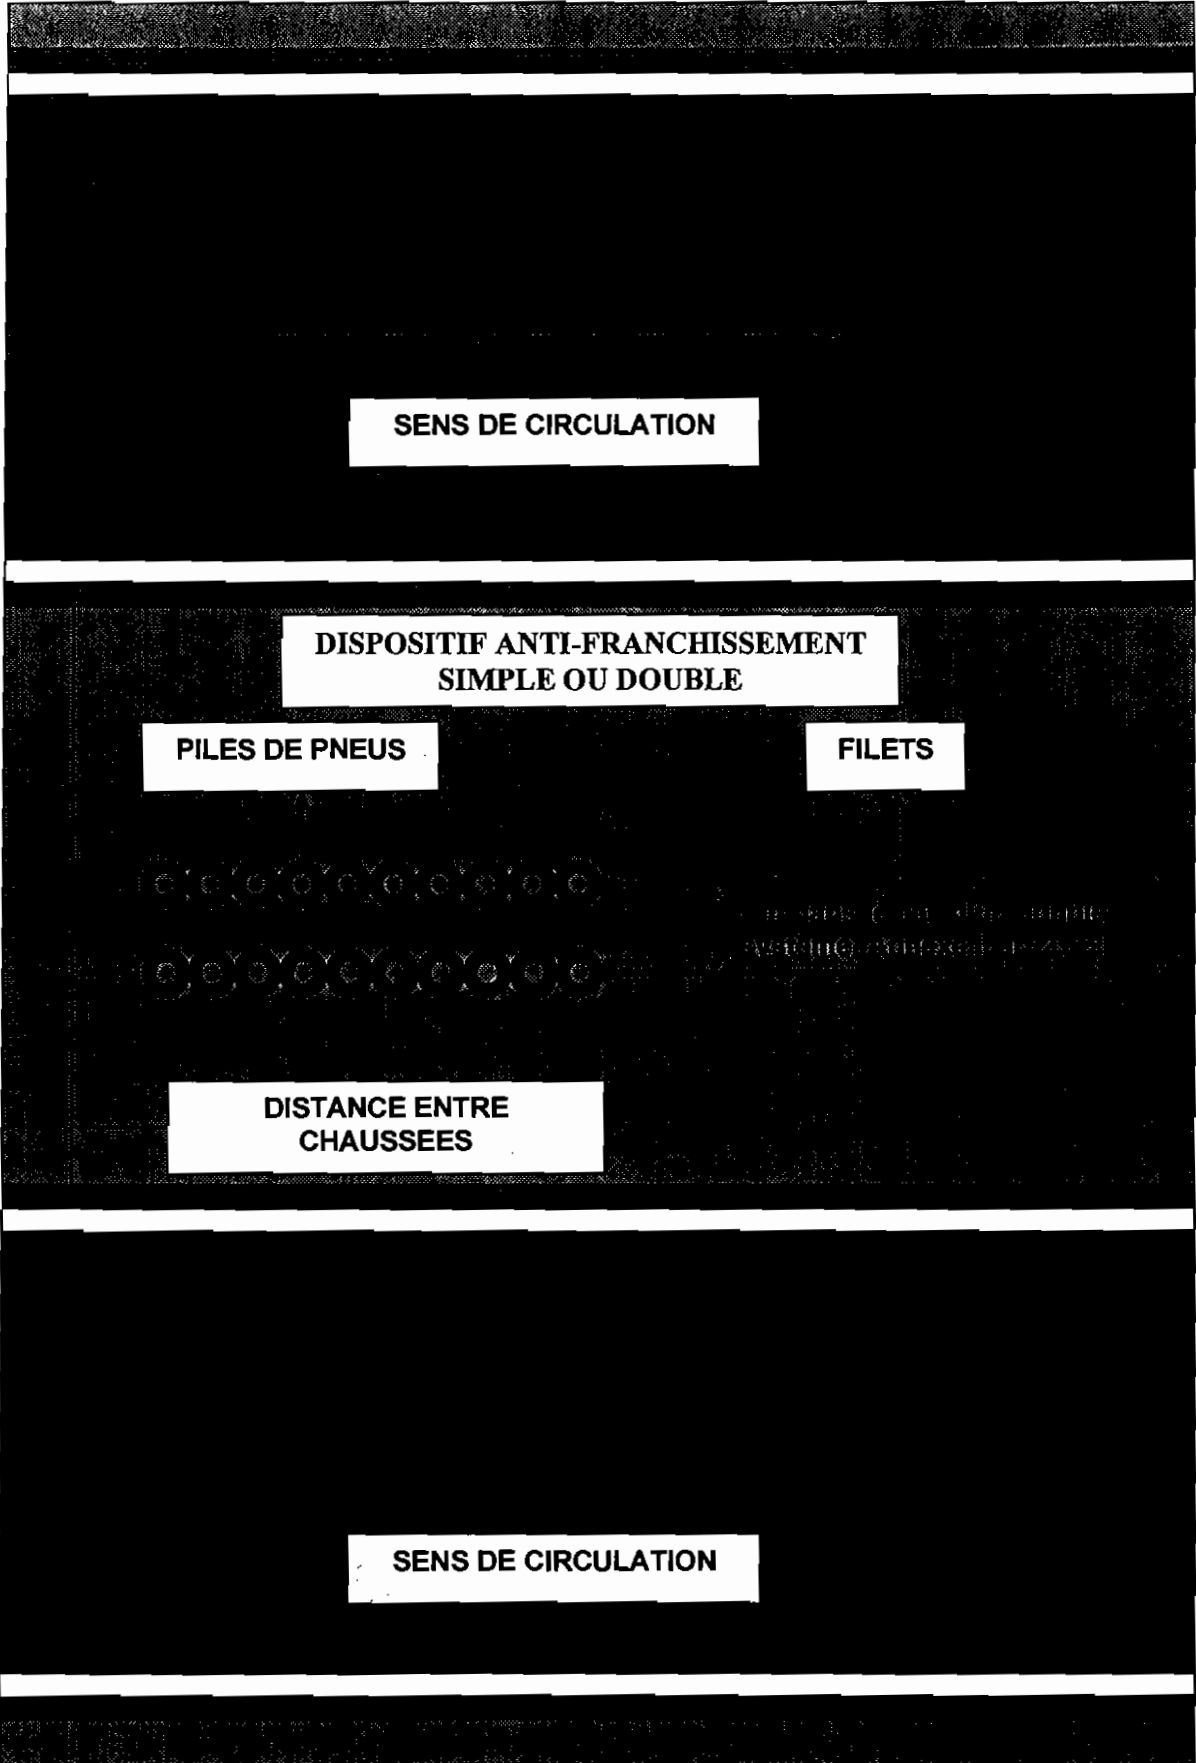 SENS DE CIRCULATION
DISPOSITIF ANTI-FRANCHISSEMENT
SIMPLE OU DOUBLE
PILES DE PNEUS
FILETS
DISTANCE ENTRE
CHAUSSEES
SENS DE CIRCULATION